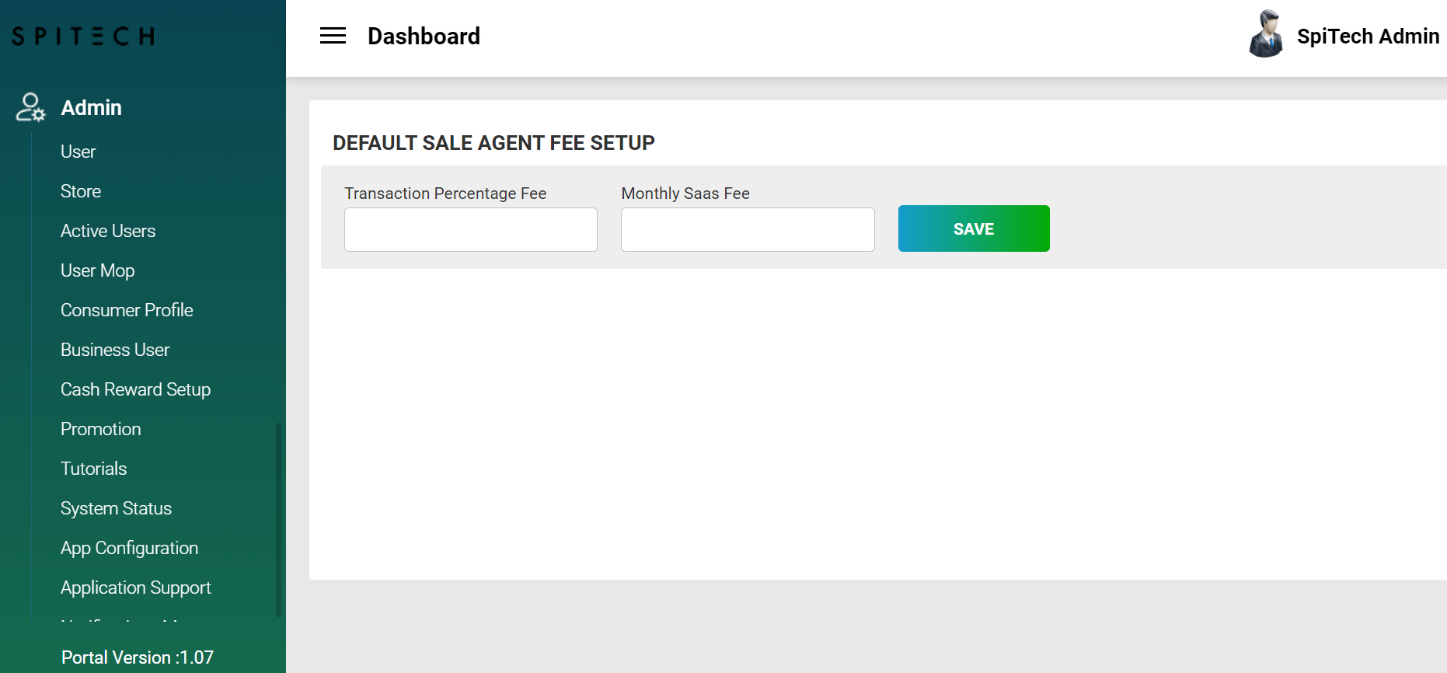 SPITECH
Dashboard
SpiTech Admin
Admin
User
Store
Active Users
User Mop
Consumer Profile
Business User
Cash Reward Setup
Promotion
Tutorials
System Status
App Configuration
Application Support
Portal Version :1.07
DEFAULT SALE AGENT FEE SETUP
Transaction Percentage Fee
Monthly Saas Fee
SAVE